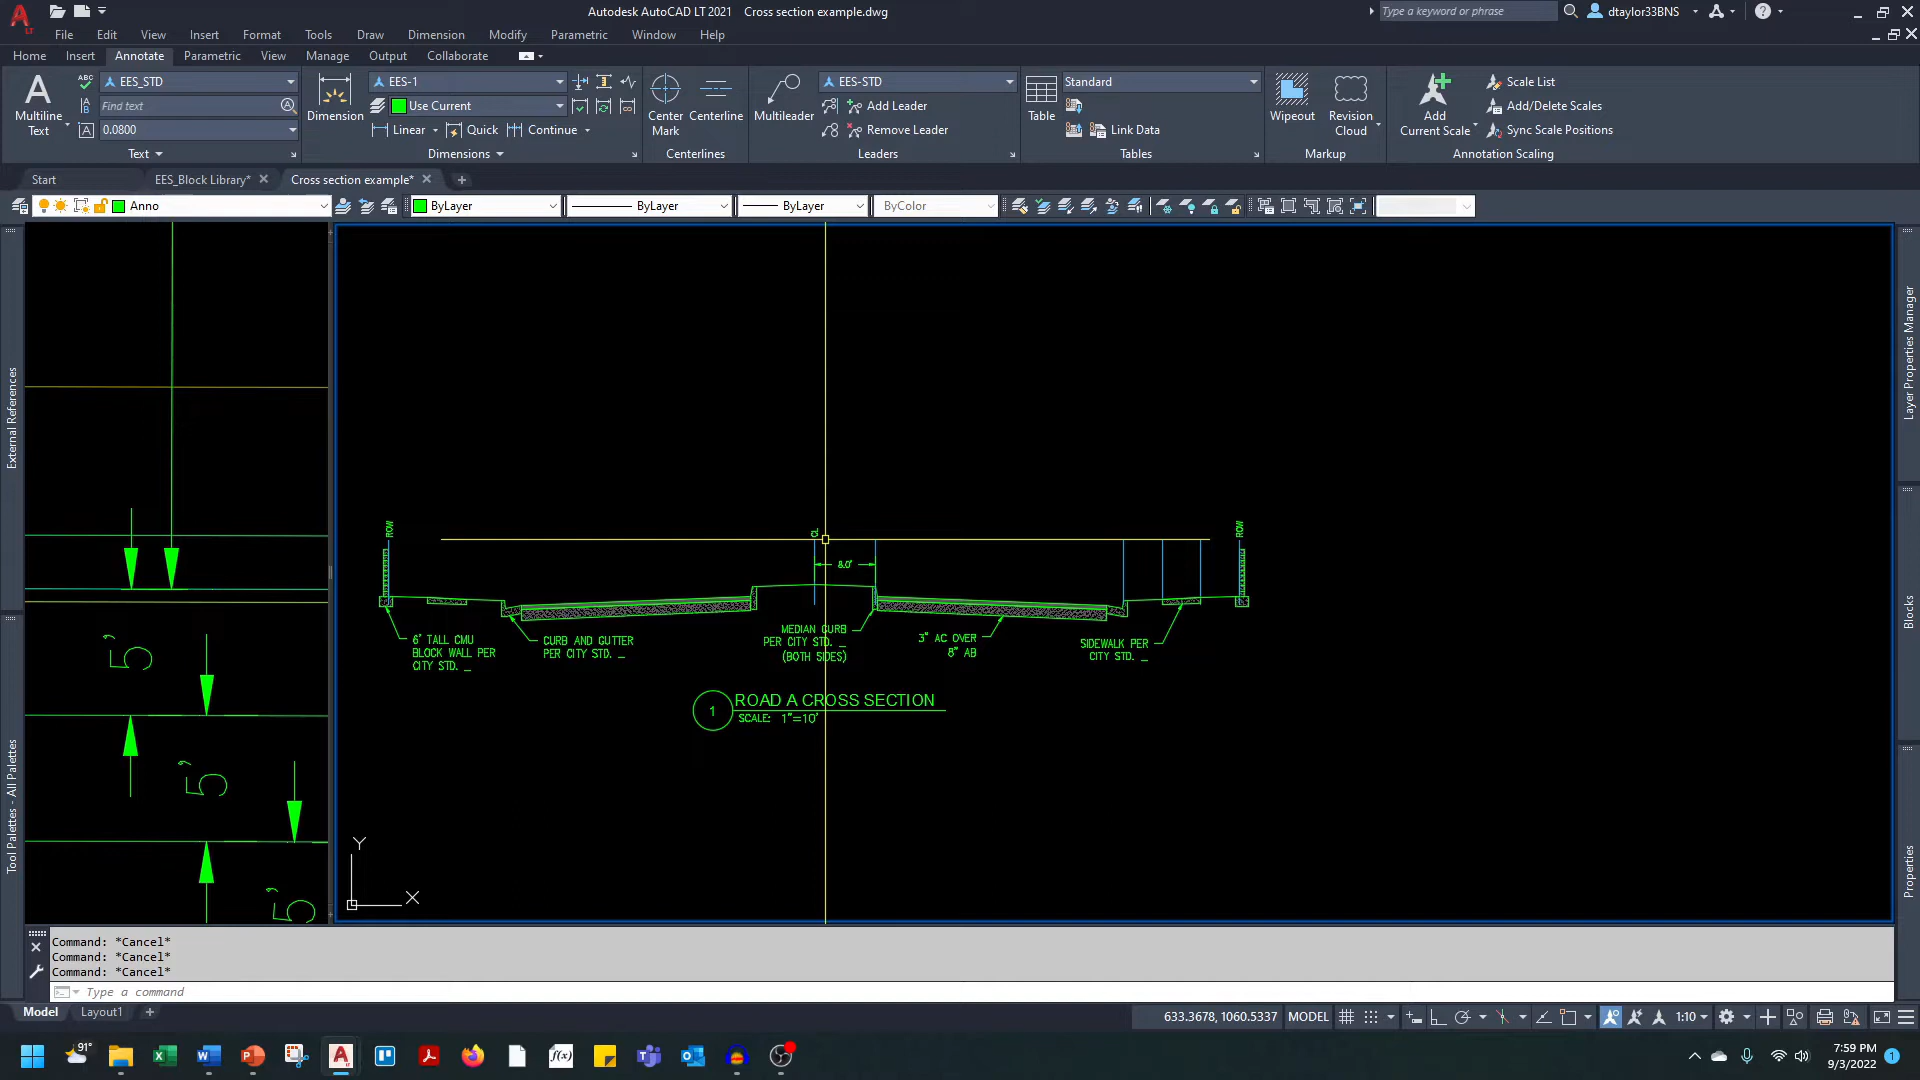 Autodesk AutoCAD LT 2021 Cross section example.dwg
Type a keyword or phrase
dtaylor33BNS
File Edit View Insert Format Tools Draw Dimension Modify Parametric Window Help
Home Insert Annotate Parametric View Manage Output Collaborate
LT
ABC
EES_STD
Find text
0.0800
Multiline
Text
Text
Dimension
EES-1
Use Current
Linear Quick Continue
Dimensions
Center
Mark
Centerline
Centerlines
Multileader
EES-STD
Add Leader
Remove Leader
Leaders
Table
Standard
Link Data
Tables
Wipeout
Revision
Cloud
Markup
Add
Current Scale
Scale List
Add/Delete Scales
Sync Scale Positions
Annotation Scaling
Start
EES_Block Library*
Cross section example*
Anno
ByLayer
ByLayer
ByLayer
ByColor
External References
Tool Palettes - All Palettes
Layer Properties Manager
Blocks
Properties
5'
5'
5'
ROW
CL
ROW
8.0'
6' TALL CMU
BLOCK WALL PER
CITY STD. _
CURB AND GUTTER
PER CITY STD. _
MEDIAN CURB
PER CITY STD. _
(BOTH SIDES)
3" AC OVER
8" AB
SIDEWALK PER
CITY STD. _
1
ROAD A CROSS SECTION
SCALE: 1"=10'
Y
X
Command: *Cancel*
Command: *Cancel*
Command: *Cancel*
Type a command
Model Layout1
633.3678, 1060.5337 MODEL
1:10
91°
f(x)
7:59 PM
9/3/2022
1